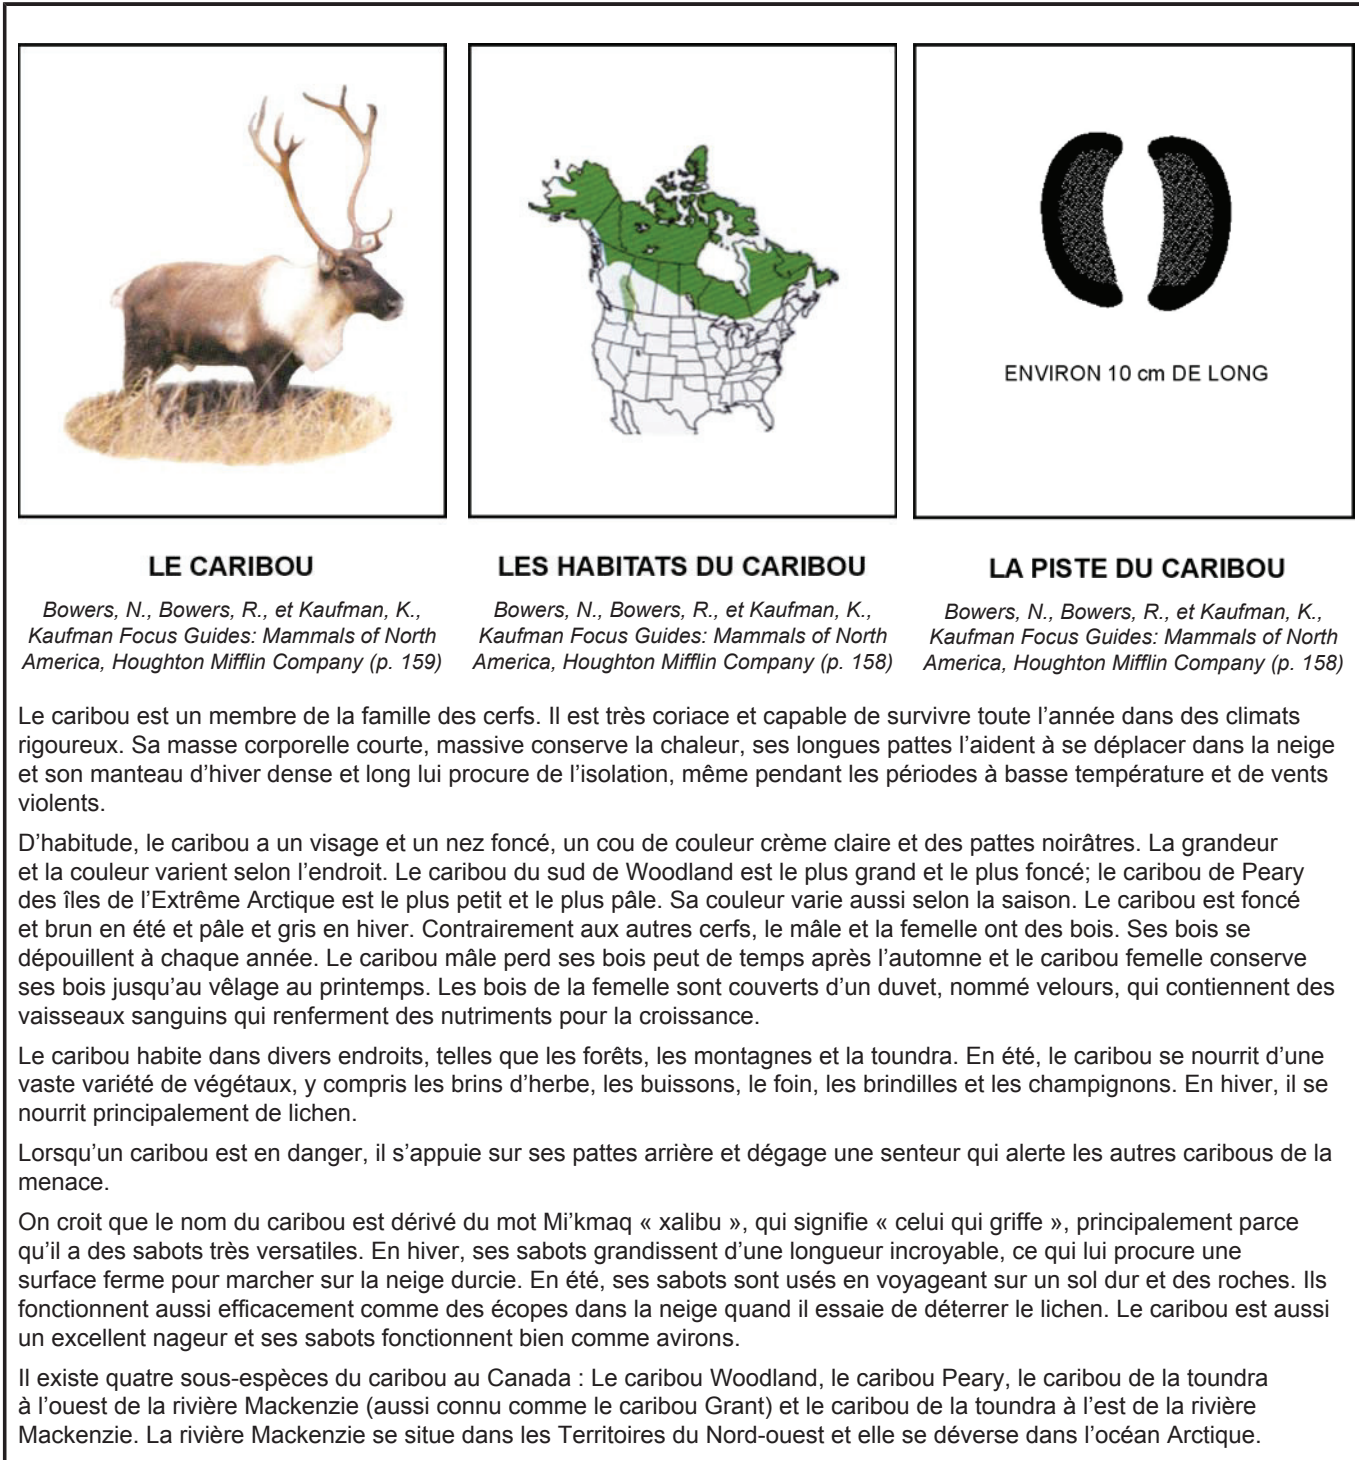 ENVIRON 10 cm DE LONG
LE CARIBOU
Bowers, N., Bowers, R., et Kaufman, K.,
Kaufman Focus Guides: Mammals of North
America, Houghton Mifflin Company (p. 159)
LES HABITATS DU CARIBOU
Bowers, N., Bowers, R., et Kaufman, K.,
Kaufman Focus Guides: Mammals of North
America, Houghton Mifflin Company (p. 158)
LA PISTE DU CARIBOU
Bowers, N., Bowers, R., et Kaufman, K.,
Kaufman Focus Guides: Mammals of North
America, Houghton Mifflin Company (p. 158)
Le caribou est un membre de la famille des cerfs. Il est très coriace et capable de survivre toute l'année dans des climats
rigoureux. Sa masse corporelle courte, massive conserve la chaleur, ses longues pattes l'aident à se déplacer dans la neige
et son manteau d'hiver dense et long lui procure de l'isolation, même pendant les périodes à basse température et de vents
violents.
D'habitude, le caribou a un visage et un nez foncé, un cou de couleur crème claire et des pattes noirâtres. La grandeur
et la couleur varient selon l'endroit. Le caribou du sud de Woodland est le plus grand et le plus foncé; le caribou de Peary
des îles de l'Extrême Arctique est le plus petit et le plus pâle. Sa couleur varie aussi selon la saison. Le caribou est foncé
et brun en été et pâle et gris en hiver. Contrairement aux autres cerfs, le mâle et la femelle ont des bois. Ses bois se
dépouillent à chaque année. Le caribou mâle perd ses bois peut de temps après l'automne et le caribou femelle conserve
ses bois jusqu'au vêlage au printemps. Les bois de la femelle sont couverts d'un duvet, nommé velours, qui contiennent des
vaisseaux sanguins qui renferment des nutriments pour la croissance.
Le caribou habite dans divers endroits, telles que les forêts, les montagnes et la toundra. En été, le caribou se nourrit d'une
vaste variété de végétaux, y compris les brins d'herbe, les buissons, le foin, les brindilles et les champignons. En hiver, il se
nourrit principalement de lichen.
Lorsqu'un caribou est en danger, il s'appuie sur ses pattes arrière et dégage une senteur qui alerte les autres caribous de la
menace.
On croit que le nom du caribou est dérivé du mot Mi'kmaq « xalibu », qui signifie « celui qui griffe », principalement parce
qu'il a des sabots très versatiles. En hiver, ses sabots grandissent d'une longueur incroyable, ce qui lui procure une
surface ferme pour marcher sur la neige durcie. En été, ses sabots sont usés en voyageant sur un sol dur et des roches. Ils
fonctionnent aussi efficacement comme des écopes dans la neige quand il essaie de déterrer le lichen. Le caribou est aussi
un excellent nageur et ses sabots fonctionnent bien comme avirons.
Il existe quatre sous-espèces du caribou au Canada : Le caribou Woodland, le caribou Peary, le caribou de la toundra
à l'ouest de la rivière Mackenzie (aussi connu comme le caribou Grant) et le caribou de la toundra à l'est de la rivière
Mackenzie. La rivière Mackenzie se situe dans les Territoires du Nord-ouest et elle se déverse dans l'océan Arctique.